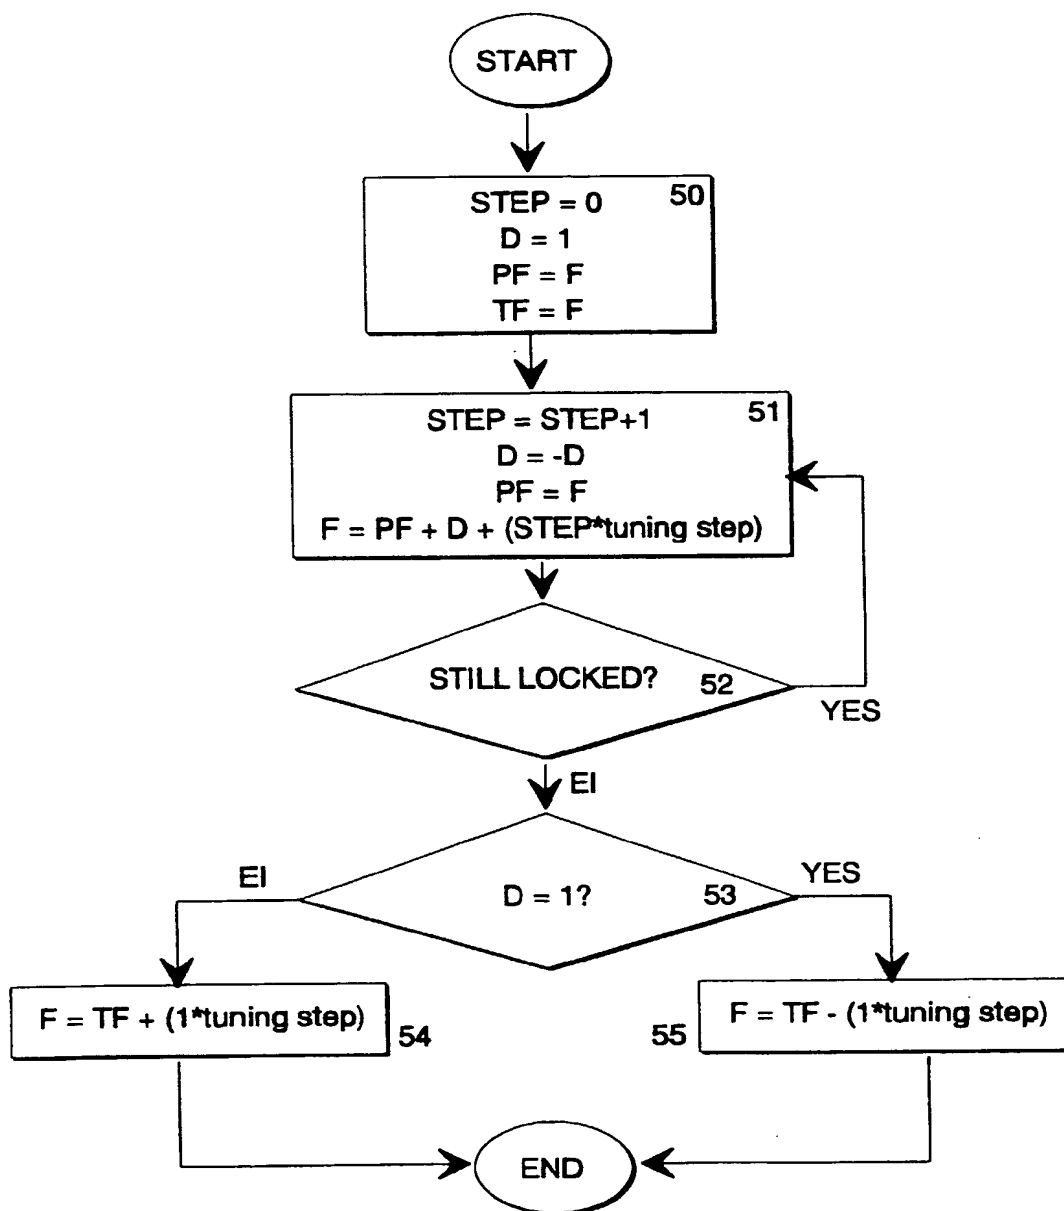 START
STEP = 0
50
D = 1
PF = F
TF = F
STEP = STEP+1
51
D = -D
PF = F
F = PF + D + (STEP*tuning step)
STILL LOCKED?
52
YES
EI
EI
D = 1?
53
YES
F = TF + (1*tuning step)
54
55
F = TF - (1*tuning step)
END